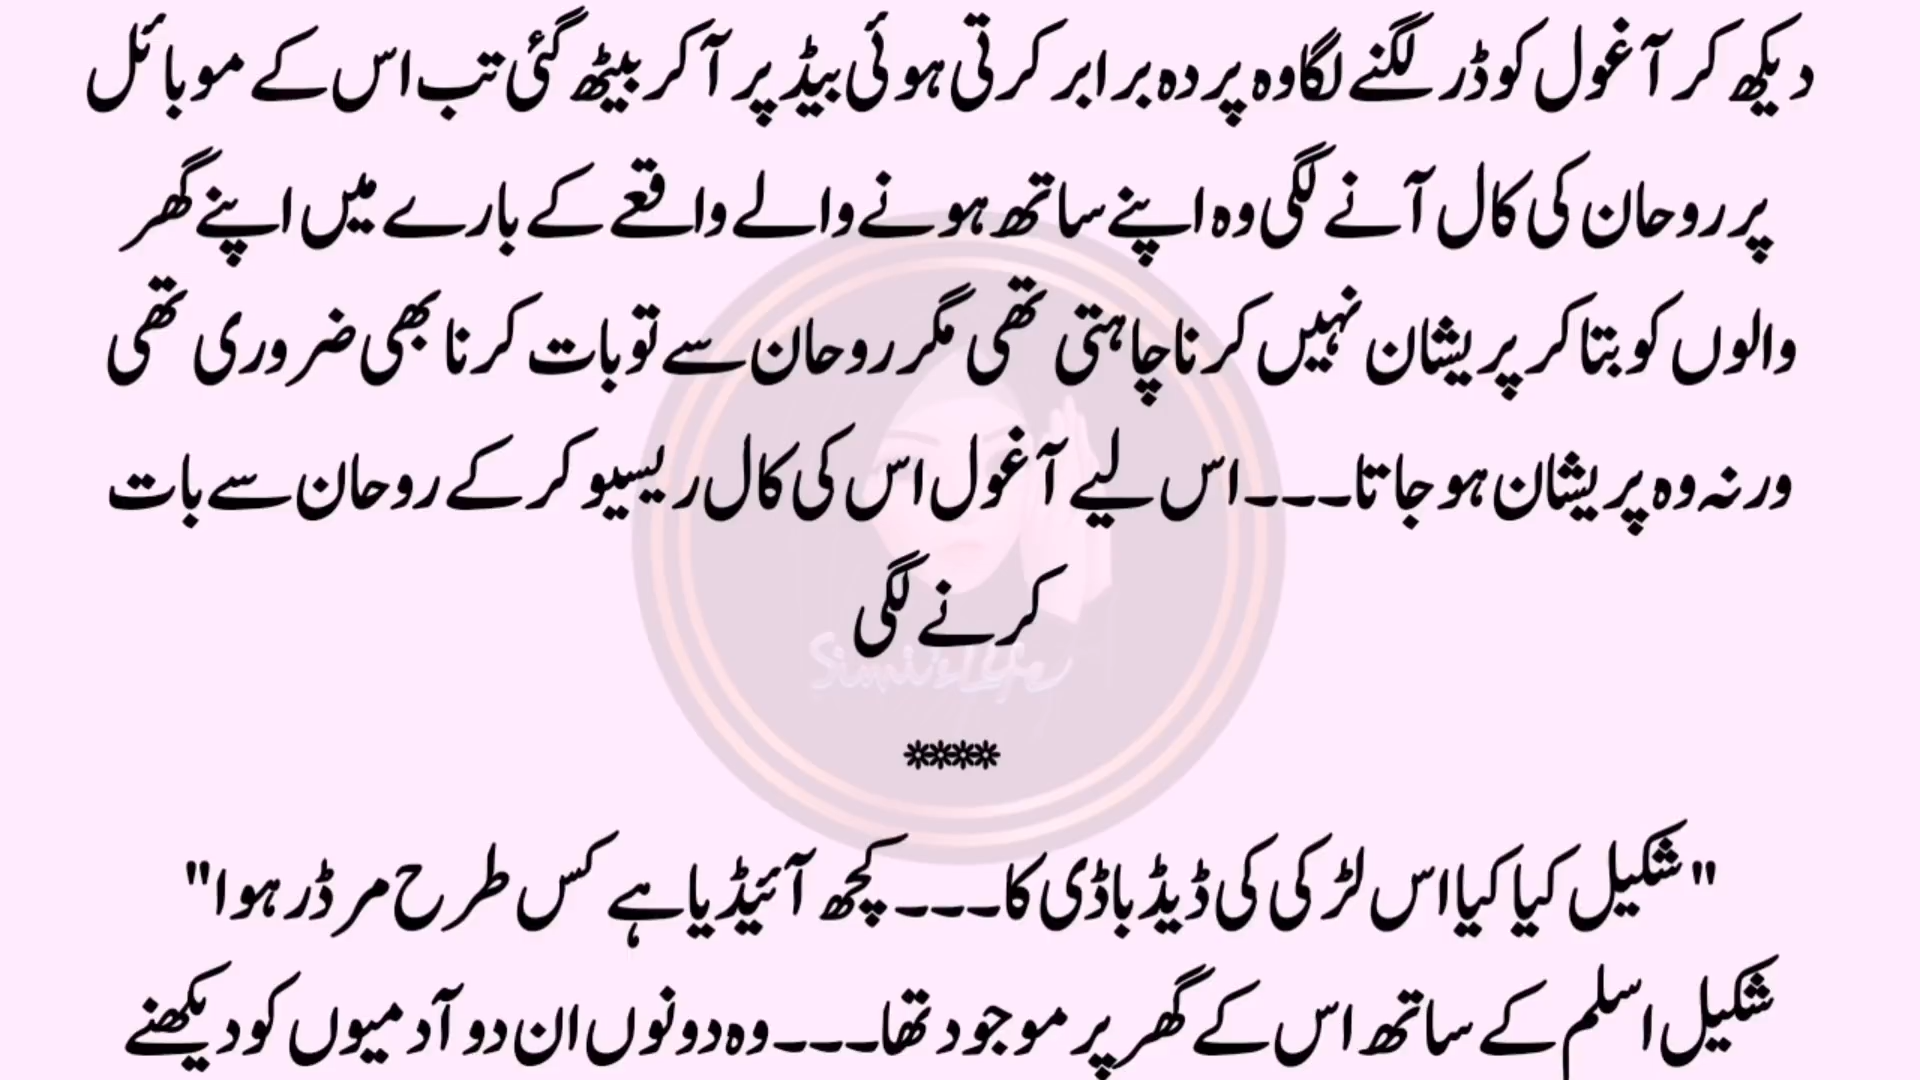 دیکھ کر آغول کو ڈر لگنے لگا وہ پردہ برابر کرتی ہوئی بیڈ پر آ کر بیٹھ گئی تب اس کے موبائل
پر روحان کی کال آنے لگی وہ اپنے ساتھ ہونے والے واقعے کے بارے میں اپنے گھر
والوں کو بتا کر پریشان نہیں کرنا چاہتی تھی مگر روحان سے تو بات کرنا بھی ضروری تھی
ورنہ وہ پریشان ہو جاتا۔۔۔ اس لیے آغول اس کی کال ریسیو کر کے روحان سے بات
کرنے لگی
Simi's Life
****
"شکیل کیا کیا اس لڑکی کی ڈیڈ باڈی کا۔۔۔ کچھ آئیڈیا ہے کس طرح مرڈر ہوا"
شکیل اسلم کے ساتھ اس کے گھر پر موجود تھا۔۔۔ وہ دونوں ان دو آدمیوں کو دیکھنے